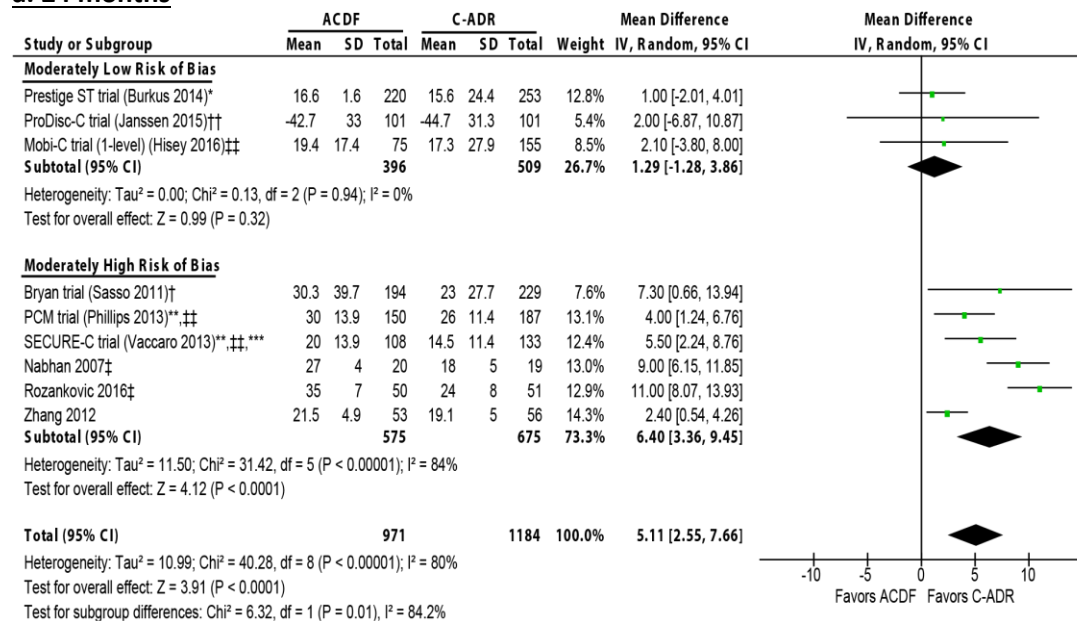 a. 24 months
ACDF C-ADR Mean Difference Mean Difference
Study or Subgroup Mean SD Total Mean SD Total Weight IV, Random, 95% CI IV, Random, 95% CI
Moderately Low Risk of Bias
Prestige ST trial (Burkus 2014)* 16.6 1.6 220 15.6 24.4 253 12.8% 1.00 [-2.01, 4.01]
ProDisc-C trial (Janssen 2015)†† -42.7 33 101 -44.7 31.3 101 5.4% 2.00 [-6.87, 10.87]
Mobi-C trial (1-level) (Hisey 2016)‡‡ 19.4 17.4 75 17.3 27.9 155 8.5% 2.10 [-3.80, 8.00]
Subtotal (95% CI) 396 509 26.7% 1.29 [-1.28, 3.86]
Heterogeneity: Tau² = 0.00; Chi² = 0.13, df = 2 (P = 0.94); I² = 0%
Test for overall effect: Z = 0.99 (P = 0.32)
Moderately High Risk of Bias
Bryan trial (Sasso 2011)† 30.3 39.7 194 23 27.7 229 7.6% 7.30 [0.66, 13.94]
PCM trial (Phillips 2013)**,‡‡ 30 13.9 150 26 11.4 187 13.1% 4.00 [1.24, 6.76]
SECURE-C trial (Vaccaro 2013)**,‡‡,*** 20 13.9 108 14.5 11.4 133 12.4% 5.50 [2.24, 8.76]
Nabhan 2007‡ 27 4 20 18 5 19 13.0% 9.00 [6.15, 11.85]
Rozankovic 2016‡ 35 7 50 24 8 51 12.9% 11.00 [8.07, 13.93]
Zhang 2012 21.5 4.9 53 19.1 5 56 14.3% 2.40 [0.54, 4.26]
Subtotal (95% CI) 575 675 73.3% 6.40 [3.36, 9.45]
Heterogeneity: Tau² = 11.50; Chi² = 31.42, df = 5 (P < 0.00001); I² = 84%
Test for overall effect: Z = 4.12 (P < 0.0001)
Total (95% CI) 971 1184 100.0% 5.11 [2.55, 7.66]
Heterogeneity: Tau² = 10.99; Chi² = 40.28, df = 8 (P < 0.00001); I² = 80%
Test for overall effect: Z = 3.91 (P < 0.0001)
Test for subgroup differences: Chi² = 6.32, df = 1 (P = 0.01), I² = 84.2%
-10 -5 0 5 10
Favors ACDF Favors C-ADR